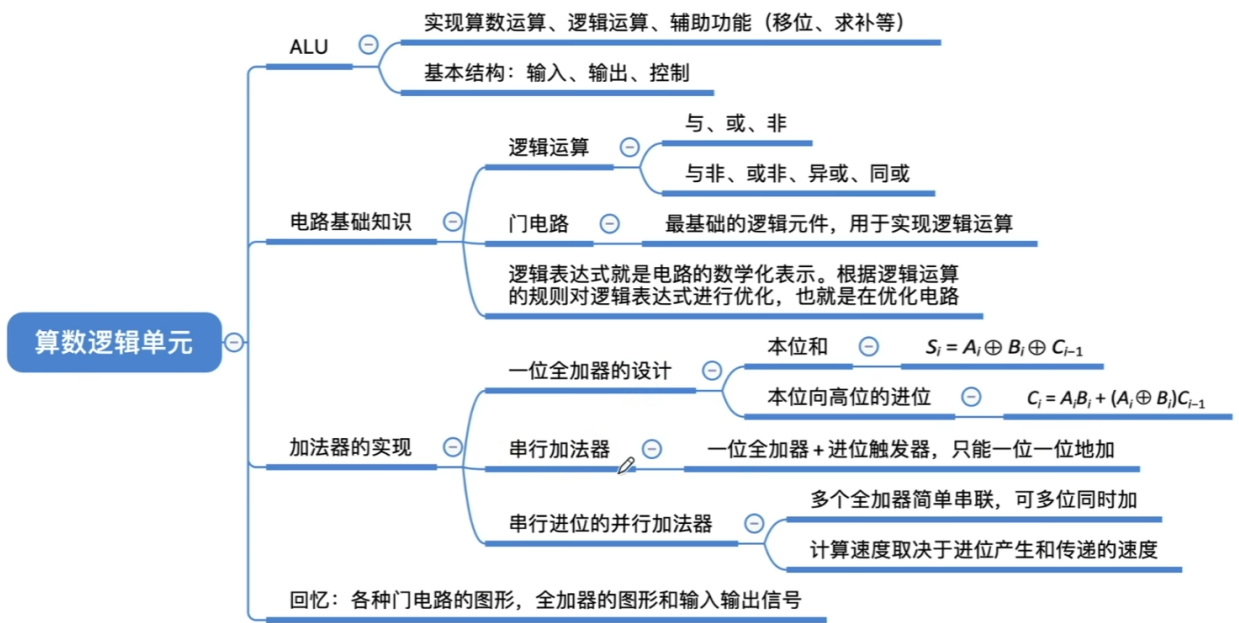 算数逻辑单元
ALU
实现算数运算、逻辑运算、辅助功能（移位、求补等）
基本结构：输入、输出、控制
电路基础知识
逻辑运算
与、或、非
与非、或非、异或、同或
门电路
最基础的逻辑元件，用于实现逻辑运算
逻辑表达式就是电路的数学化表示。根据逻辑运算
的规则对逻辑表达式进行优化，也就是在优化电路
加法器的实现
一位全加器的设计
本位和
Sᵢ = Aᵢ ⊕ Bᵢ ⊕ Cᵢ₋₁
本位向高位的进位
Cᵢ = AᵢBᵢ + (Aᵢ ⊕ Bᵢ)Cᵢ₋₁
串行加法器
一位全加器 + 进位触发器，只能一位一位地加
串行进位的并行加法器
多个全加器简单串联，可多位同时加
计算速度取决于进位产生和传递的速度
回忆：各种门电路的图形，全加器的图形和输入输出信号